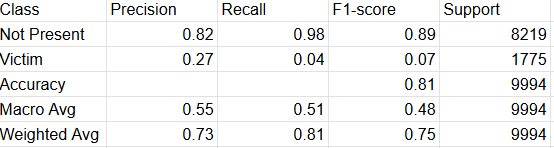 Class Precision Recall F1-score Support
Not Present 0.82 0.98 0.89 8219
Victim 0.27 0.04 0.07 1775
Accuracy 0.81 9994
Macro Avg 0.55 0.51 0.48 9994
Weighted Avg 0.73 0.81 0.75 9994